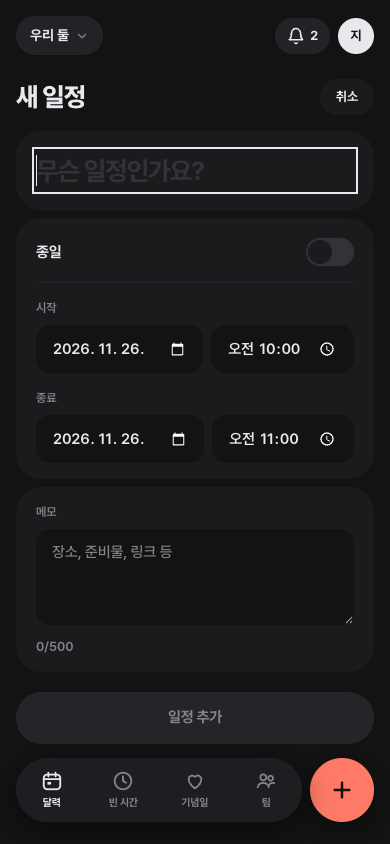 우리 둘
2
지
새 일정
취소
무슨 일정인가요?
종일
시작
2026. 11. 26.
오전 10:00
종료
2026. 11. 26.
오전 11:00
메모
장소, 준비물, 링크 등
0/500
일정 추가
달력
빈 시간
기념일
팀